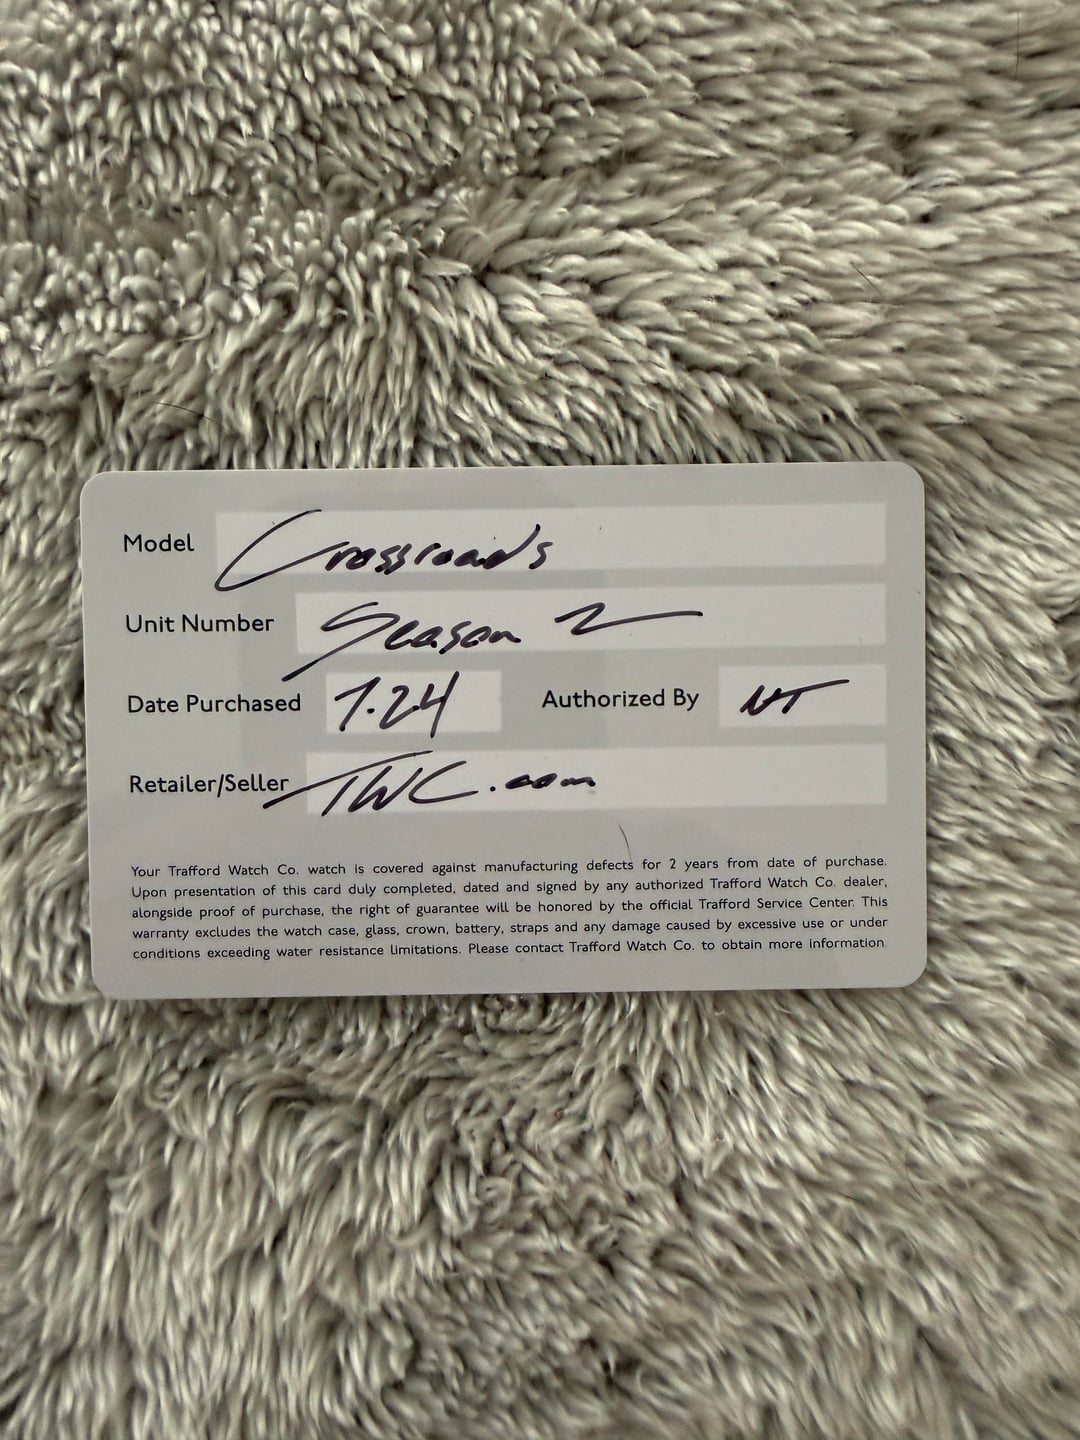 Model Crossroads
Unit Number Season 2
Date Purchased 7.24 Authorized By NT
Retailer/Seller TWC.com
Your Trafford Watch Co. watch is covered against manufacturing defects for 2 years from date of purchase.
Upon presentation of this card duly completed, dated and signed by any authorized Trafford Watch Co. dealer,
alongside proof of purchase, the right of guarantee will be honored by the official Trafford Service Center. This
warranty excludes the watch case, glass, crown, battery, straps and any damage caused by excessive use or under
conditions exceeding water resistance limitations. Please contact Trafford Watch Co. to obtain more information